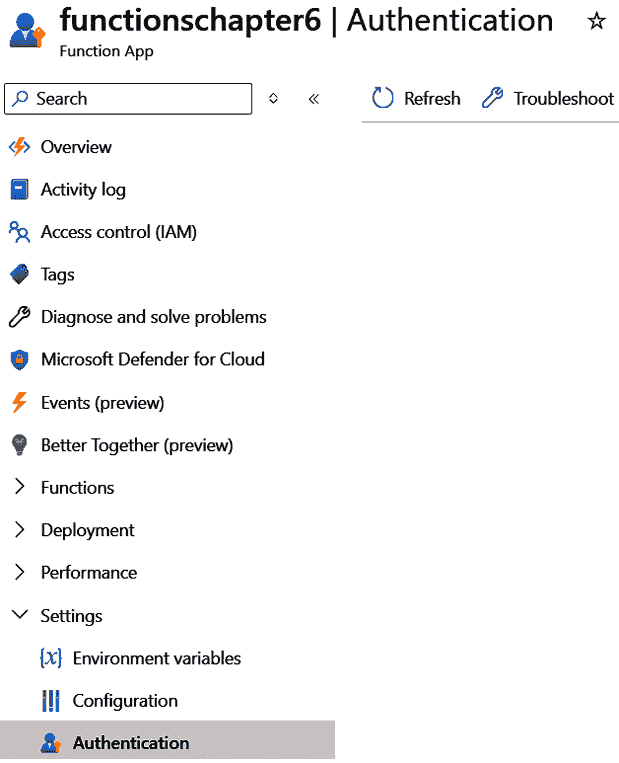 functionschapter6 | Authentication
Function App
Search
Refresh
Troubleshoot
Overview
Activity log
Access control (IAM)
Tags
Diagnose and solve problems
Microsoft Defender for Cloud
Events (preview)
Better Together (preview)
Functions
Deployment
Performance
Settings
Environment variables
Configuration
Authentication